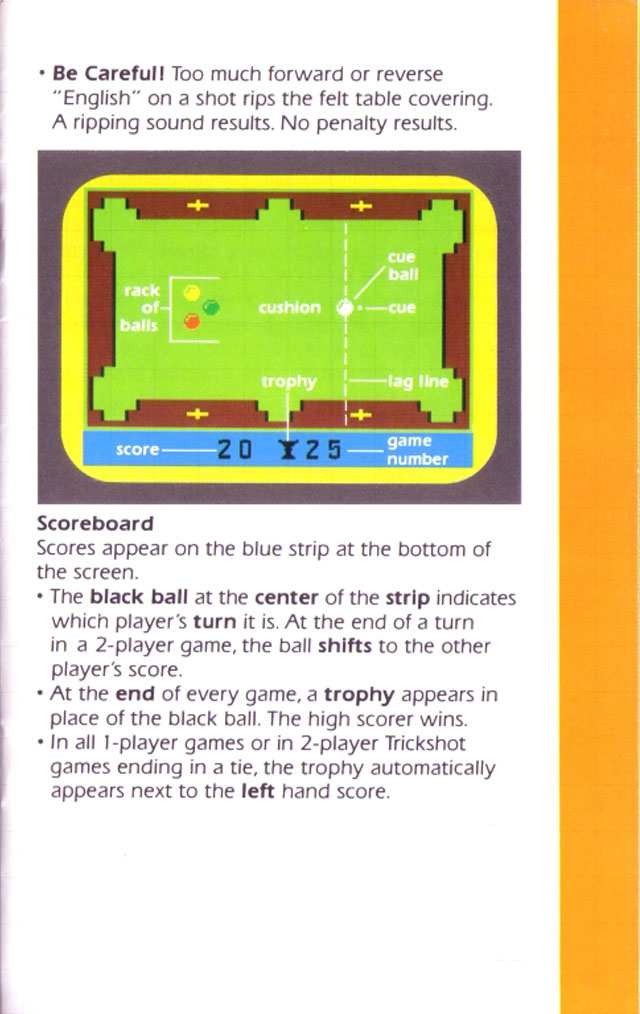 • Be Careful! Too much forward or reverse
"English" on a shot rips the felt table covering.
A ripping sound results. No penalty results.
cue
ball
rack
of
balls
cushion
cue
trophy
lag line
score
20
25
game
number
Scoreboard
Scores appear on the blue strip at the bottom of
the screen.
• The black ball at the center of the strip indicates
which player's turn it is. At the end of a turn
in a 2-player game, the ball shifts to the other
player's score.
• At the end of every game, a trophy appears in
place of the black ball. The high scorer wins.
• In all 1-player games or in 2-player Trickshot
games ending in a tie, the trophy automatically
appears next to the left hand score.